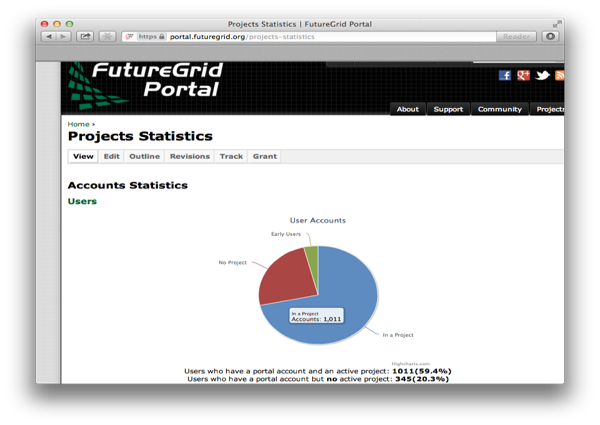 Projects Statistics | FutureGrid Portal
https portal.futuregrid.org/projects-statistics Reader
FutureGrid
Portal
About Support Community Projects
Home >
Projects Statistics
View Edit Outline Revisions Track Grant
Accounts Statistics
Users
User Accounts
Early Users
No Project
In a Project
Accounts: 1,011
In a Project
Highcharts.com
Users who have a portal account and an active project: 1011(59.4%)
Users who have a portal account but no active project: 345(20.3%)